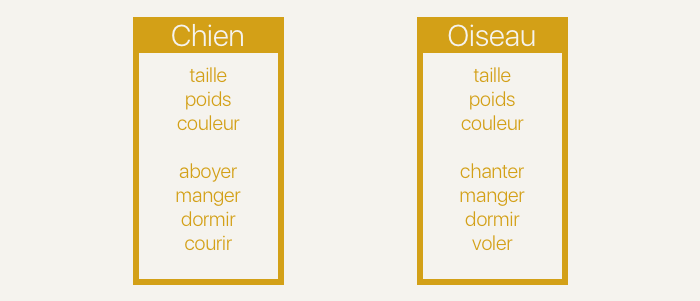 Chien
taille
poids
couleur
aboyer
manger
dormir
courir
Oiseau
taille
poids
couleur
chanter
manger
dormir
voler